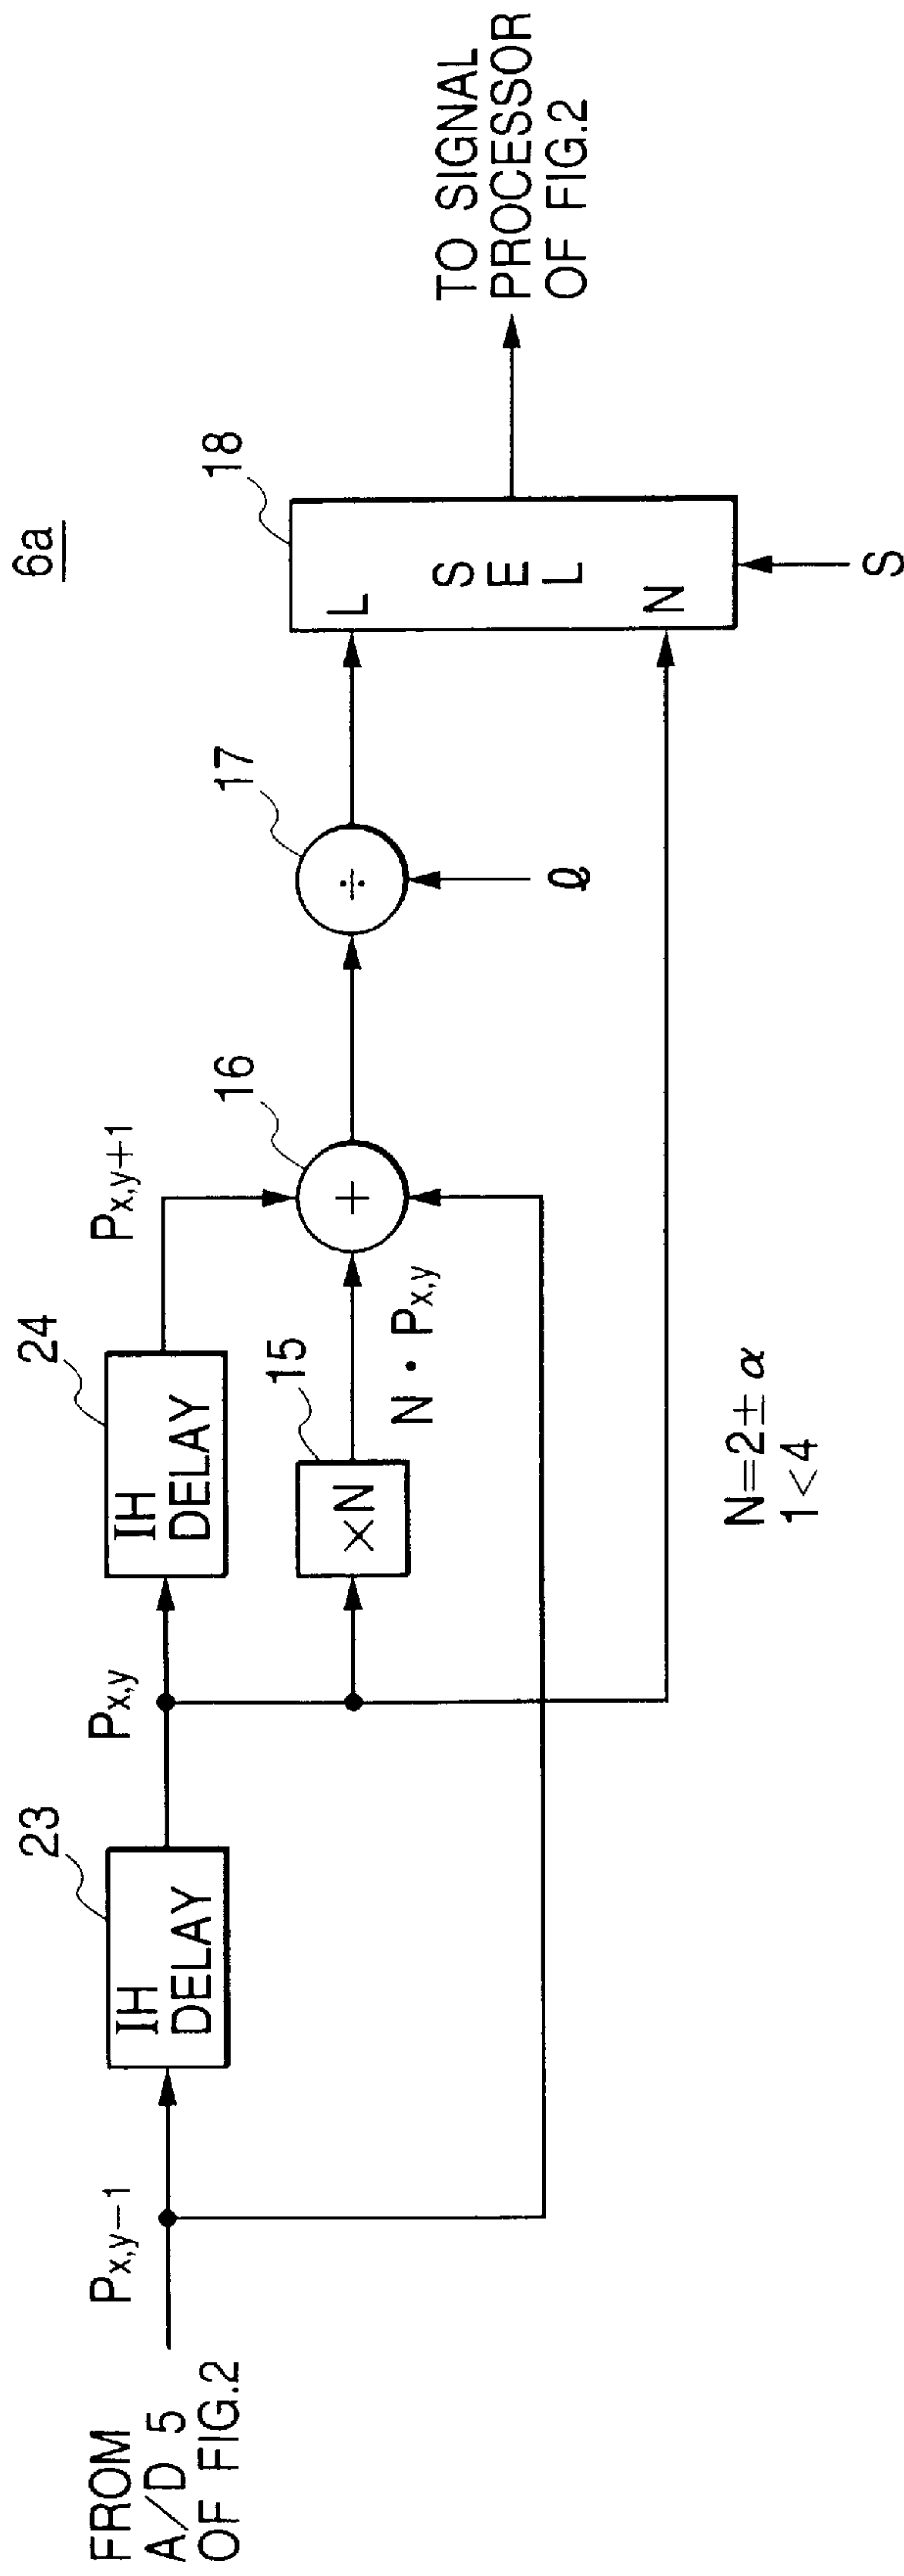 6a
FROM
A/D 5
OF FIG.2
Px,y−1
23
IH
DELAY
Px,y
24
IH
DELAY
Px,y+1
15
×N
N・Px,y
16
+
17
÷
ℓ
18
L
SEL
N
S
TO SIGNAL
PROCESSOR
OF FIG.2
N=2±α
1<4